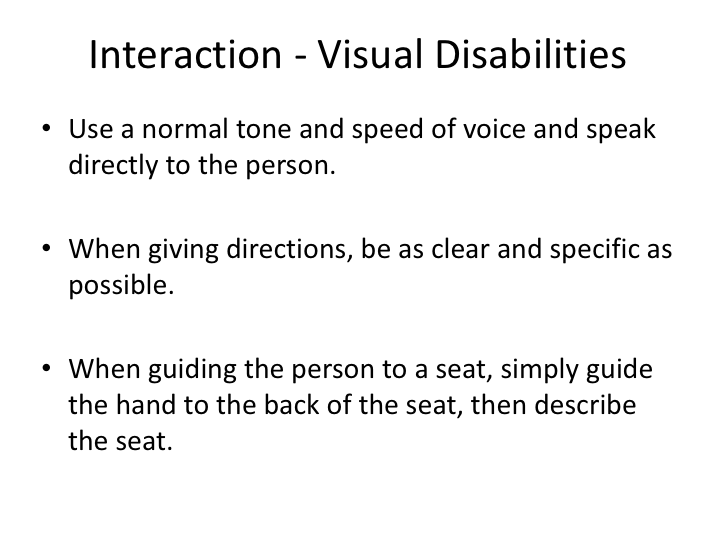 Interaction - Visual Disabilities
• Use a normal tone and speed of voice and speak
directly to the person.
• When giving directions, be as clear and specific as
possible.
• When guiding the person to a seat, simply guide
the hand to the back of the seat, then describe
the seat.